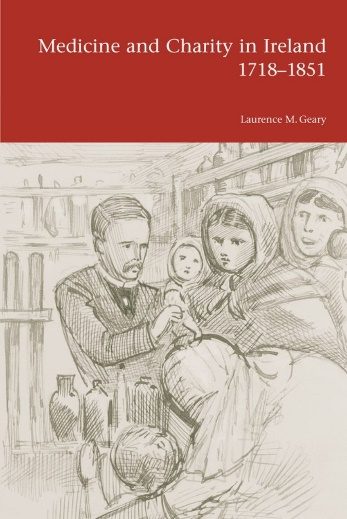 Medicine and Charity in Ireland
1718–1851
Laurence M. Geary